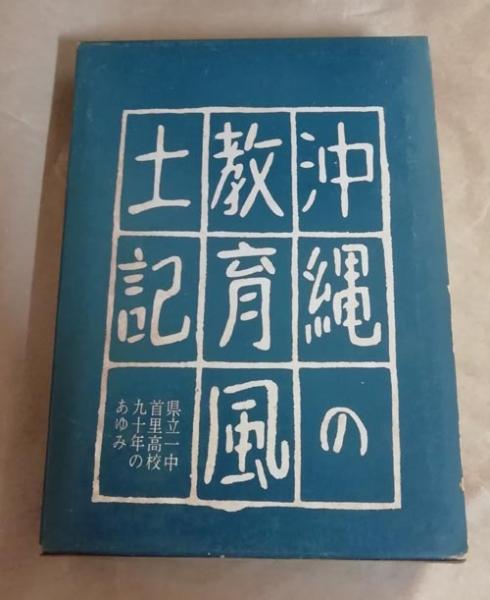 沖縄の
教育風
土記
県立一中
首里高校
九十年の
あゆみ